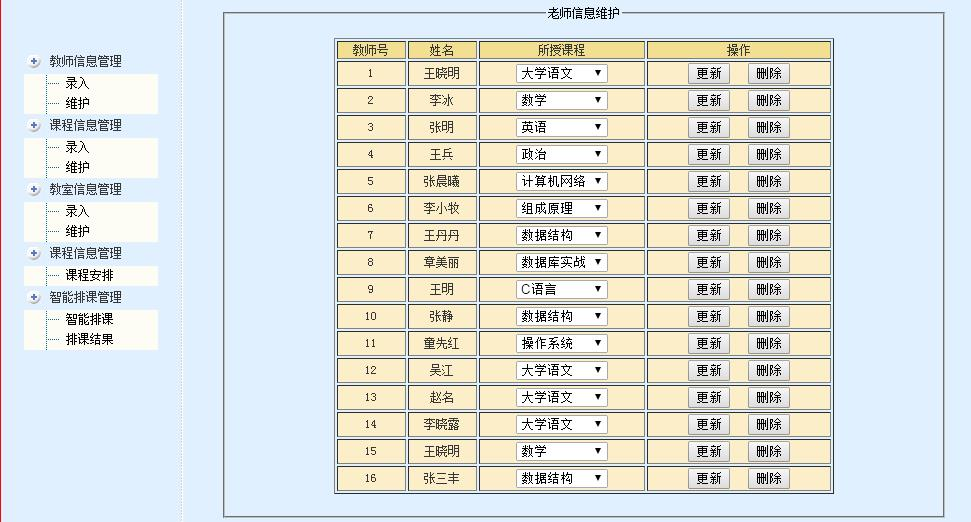 教师信息管理
录入
维护
课程信息管理
录入
维护
教室信息管理
录入
维护
课程信息管理
课程安排
智能排课管理
智能排课
排课结果
老师信息维护
教师号 姓名 所授课程 操作
1 王晓明 大学语文 更新 删除
2 李冰 数学 更新 删除
3 张明 英语 更新 删除
4 王兵 政治 更新 删除
5 张晨曦 计算机网络 更新 删除
6 李小牧 组成原理 更新 删除
7 王丹丹 数据结构 更新 删除
8 章美丽 数据库实战 更新 删除
9 王明 C语言 更新 删除
10 张静 数据结构 更新 删除
11 童先红 操作系统 更新 删除
12 吴江 大学语文 更新 删除
13 赵名 大学语文 更新 删除
14 李晓露 大学语文 更新 删除
15 王晓明 数学 更新 删除
16 张三丰 数据结构 更新 删除